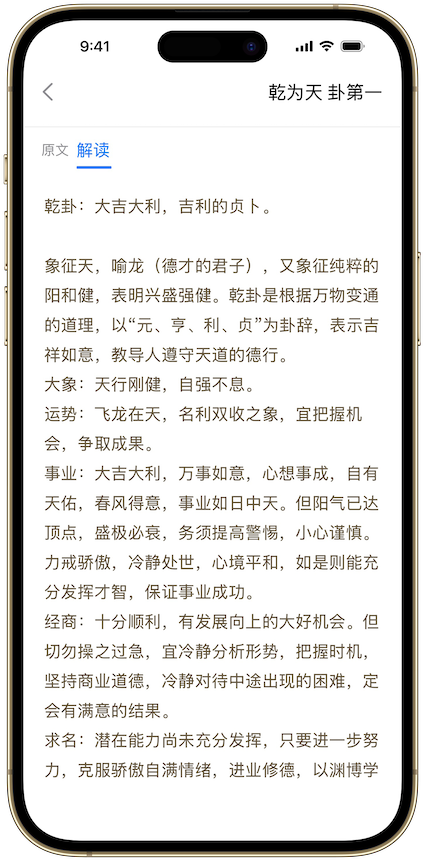 9:41
乾为天 卦第一
原文 解读
乾卦：大吉大利，吉利的贞卜。
象征天，喻龙（德才的君子），又象征纯粹的
阳和健，表明兴盛强健。乾卦是根据万物变通
的道理，以“元、亨、利、贞”为卦辞，表示吉
祥如意，教导人遵守天道的德行。
大象：天行刚健，自强不息。
运势：飞龙在天，名利双收之象，宜把握机
会，争取成果。
事业：大吉大利，万事如意，心想事成，自有
天佑，春风得意，事业如日中天。但阳气已达
顶点，盛极必衰，务须提高警惕，小心谨慎。
力戒骄傲，冷静处世，心境平和，如是则能充
分发挥才智，保证事业成功。
经商：十分顺利，有发展向上的大好机会。但
切勿操之过急，宜冷静分析形势，把握时机，
坚持商业道德，冷静对待中途出现的困难，定
会有满意的结果。
求名：潜在能力尚未充分发挥，只要进一步努
力，克服骄傲自满情绪，进业修德，以渊博学